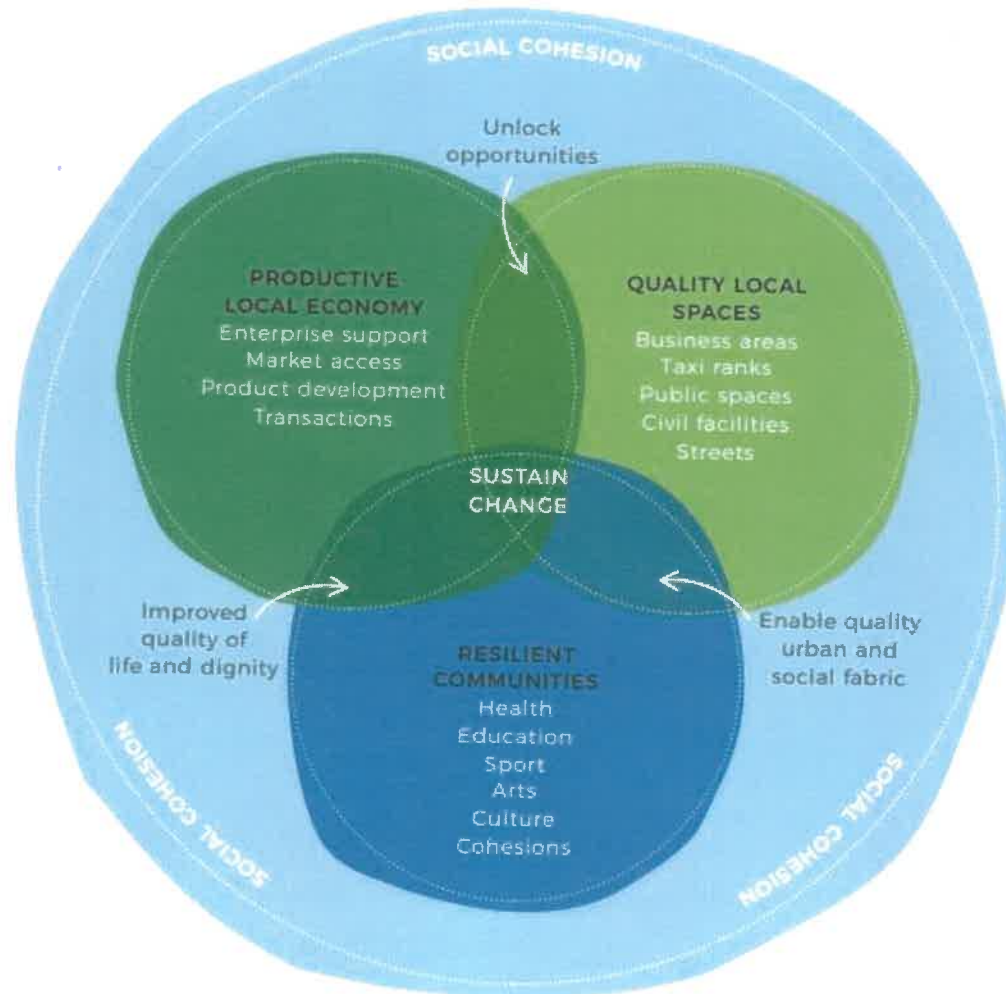 SOCIAL COHESION
Unlock
opportunities
PRODUCTIVE
LOCAL ECONOMY
Enterprise support
Market access
Product development
Transactions
QUALITY LOCAL
SPACES
Business areas
Taxi ranks
Public spaces
Civil facilities
Streets
SUSTAIN
CHANGE
Improved
quality of
life and dignity
Enable quality
urban and
social fabric
RESILIENT
COMMUNITIES
Health
Education
Sport
Arts
Culture
Cohesions
SOCIAL COHESION
SOCIAL COHESION